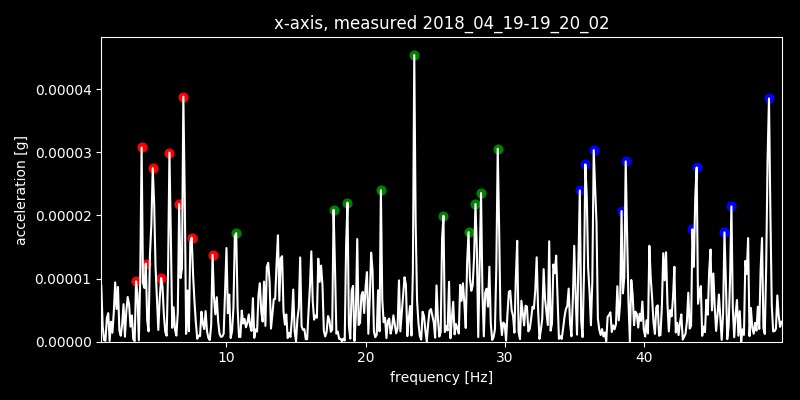 x-axis, measured 2018_04_19-19_20_02
acceleration [g]
0.00004
0.00003
0.00002
0.00001
0.00000
10 20 30 40
frequency [Hz]